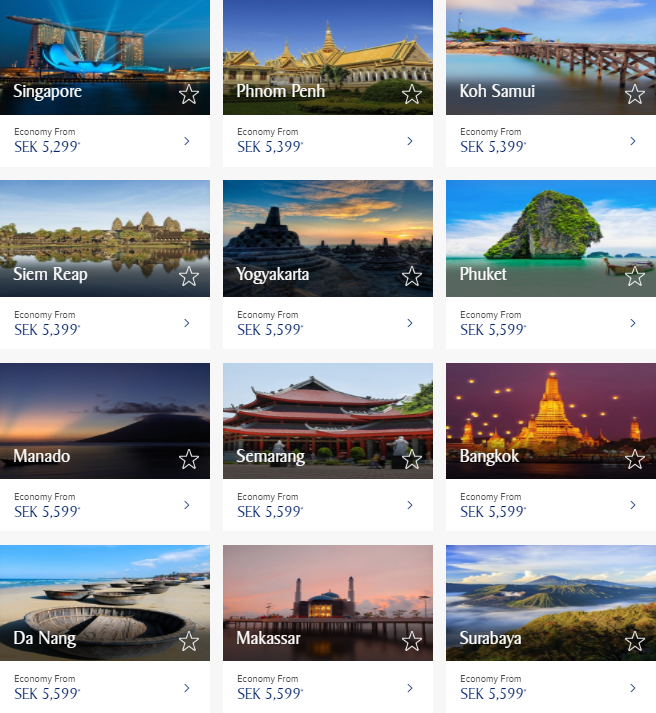 Singapore
Economy From
SEK 5,299*
Phnom Penh
Economy From
SEK 5,399*
Koh Samui
Economy From
SEK 5,399*
Siem Reap
Economy From
SEK 5,399*
Yogyakarta
Economy From
SEK 5,599*
Phuket
Economy From
SEK 5,599*
Manado
Economy From
SEK 5,599*
Semarang
Economy From
SEK 5,599*
Bangkok
Economy From
SEK 5,599*
Da Nang
Economy From
SEK 5,599*
Makassar
Economy From
SEK 5,599*
Surabaya
Economy From
SEK 5,599*